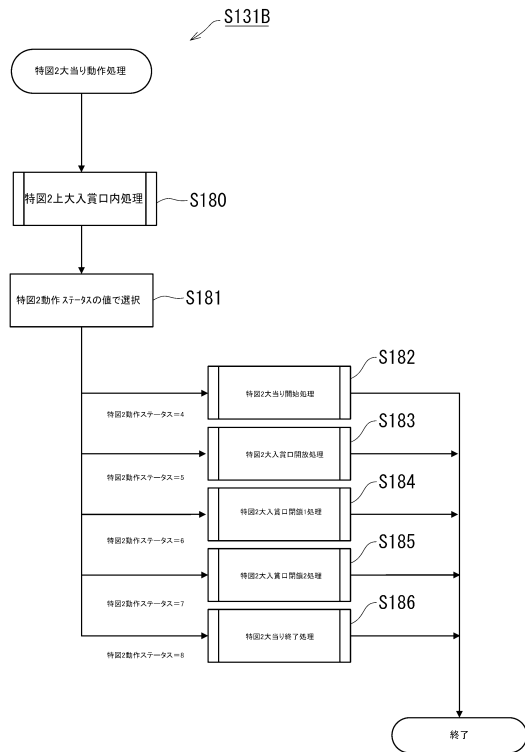 S131B
特図2大当り動作処理
特図2上大入賞口内処理
S180
特図2動作ステータスの値で選択
S181
S182
特図2大当り開始処理
特図2動作ステータス=4
S183
特図2大入賞口開放処理
特図2動作ステータス=5
S184
特図2大入賞口閉鎖1処理
特図2動作ステータス=6
S185
特図2大入賞口閉鎖2処理
特図2動作ステータス=7
S186
特図2大当り終了処理
特図2動作ステータス=8
終了